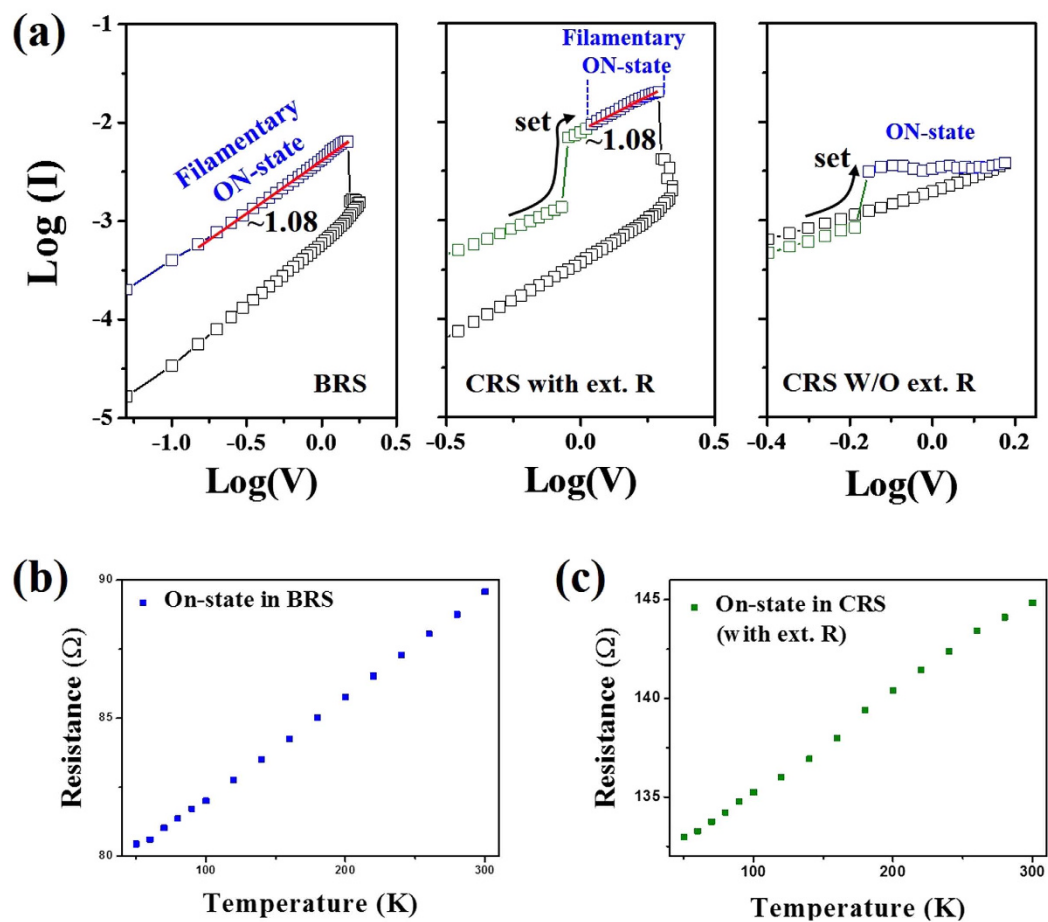 (a)
Log (I)
-1
-2
-3
-4
-5
Filamentary
ON-state
~1.08
BRS
-1.0
-0.5
0.0
0.5
Log(V)
Filamentary
ON-state
set
~1.08
CRS with ext. R
-0.5
0.0
0.5
Log(V)
ON-state
set
CRS W/O ext. R
-0.4
-0.2
0.0
0.2
Log(V)
(b)
Resistance (Ω)
90
85
80
On-state in BRS
100
200
300
Temperature (K)
(c)
Resistance (Ω)
145
140
135
On-state in CRS
(with ext. R)
100
200
300
Temperature (K)